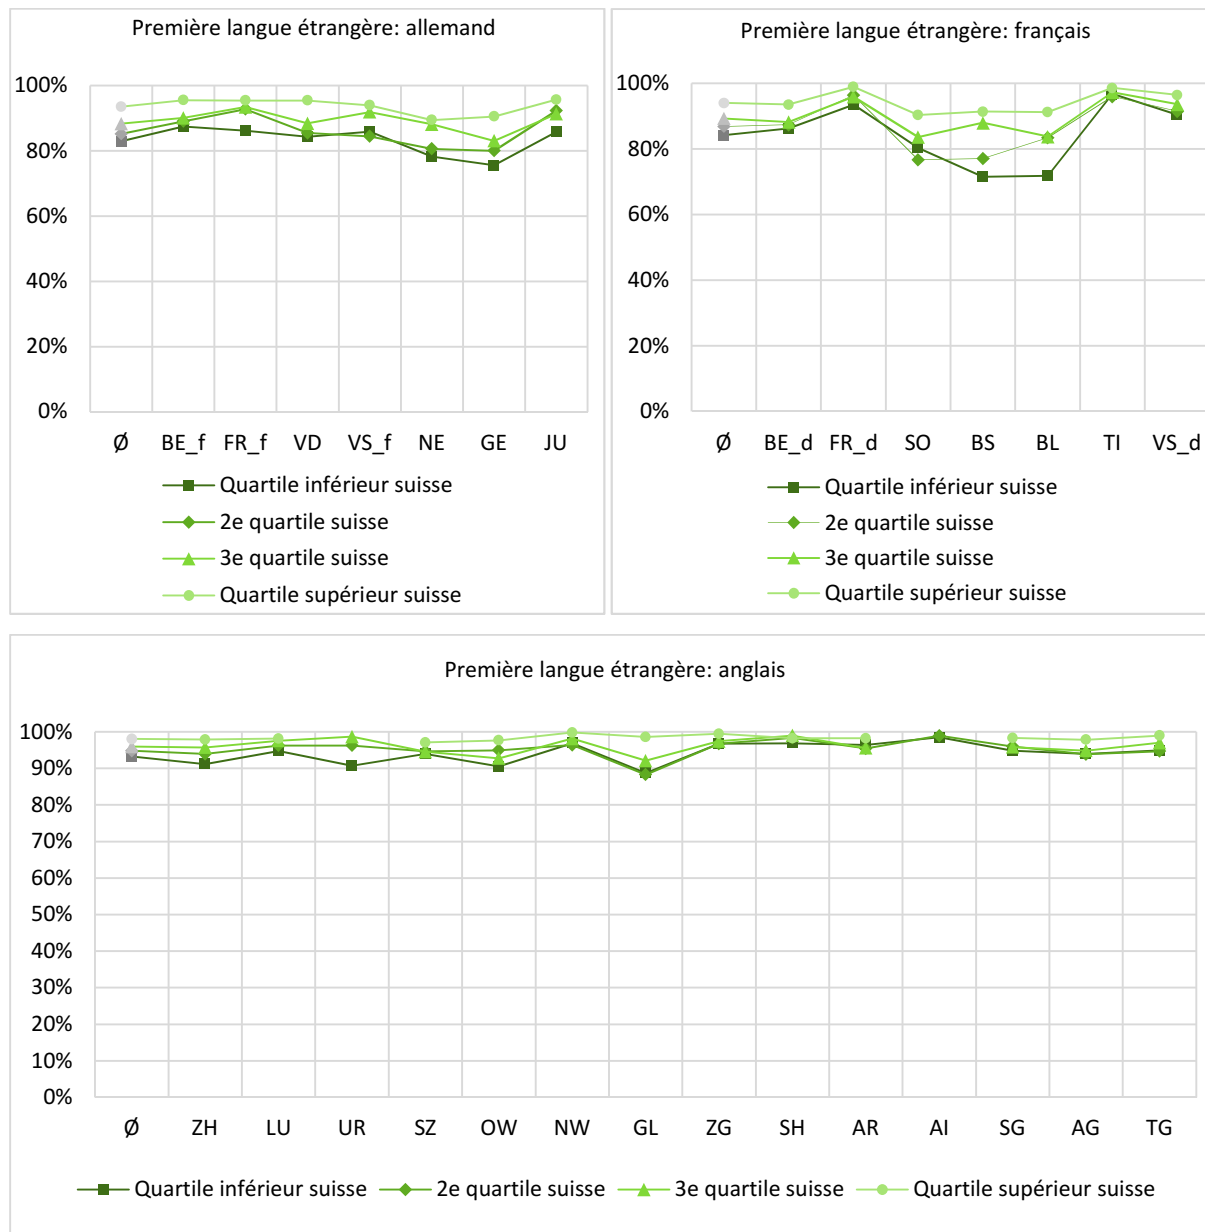 Première langue étrangère: allemand
100%
80%
60%
40%
20%
0%
Ø BE_f FR_f VD VS_f NE GE JU
Quartile inférieur suisse
2e quartile suisse
3e quartile suisse
Quartile supérieur suisse
Première langue étrangère: français
100%
80%
60%
40%
20%
0%
Ø BE_d FR_d SO BS BL TI VS_d
Quartile inférieur suisse
2e quartile suisse
3e quartile suisse
Quartile supérieur suisse
Première langue étrangère: anglais
100%
90%
80%
70%
60%
50%
40%
30%
20%
10%
0%
Ø ZH LU UR SZ OW NW GL ZG SH AR AI SG AG TG
Quartile inférieur suisse 2e quartile suisse 3e quartile suisse Quartile supérieur suisse